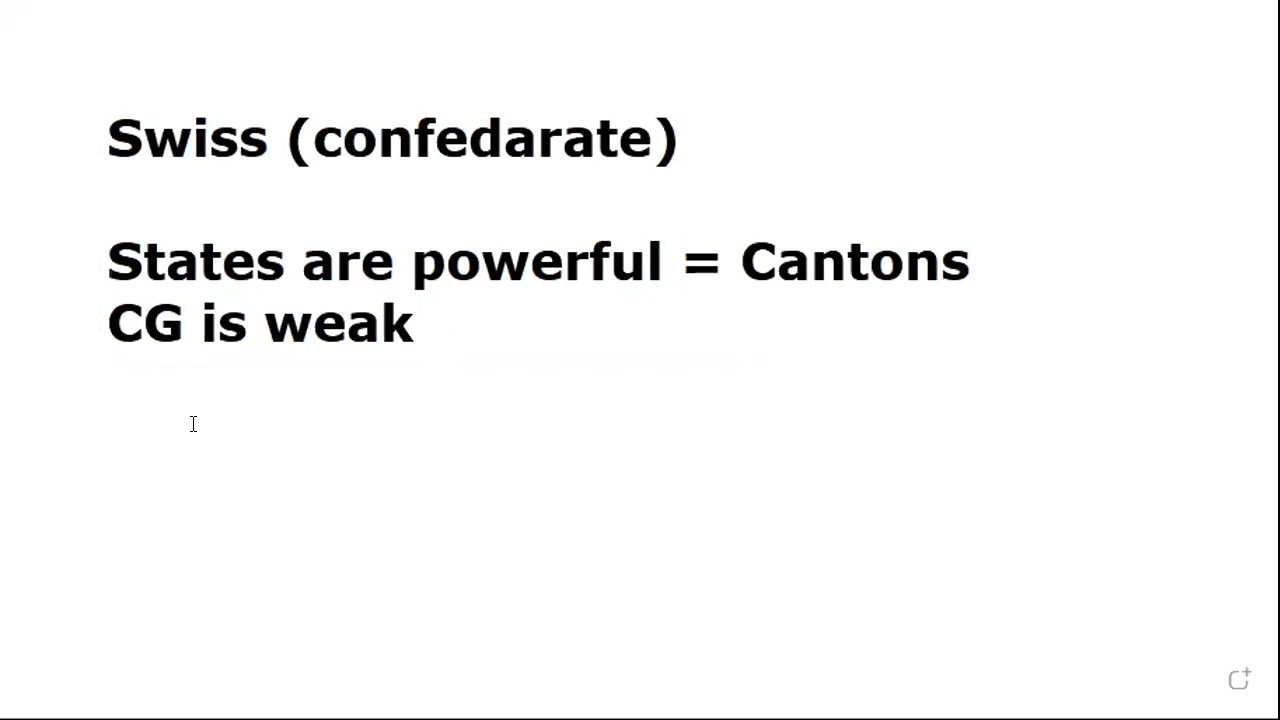 Swiss (confedarate)
States are powerful = Cantons
CG is weak